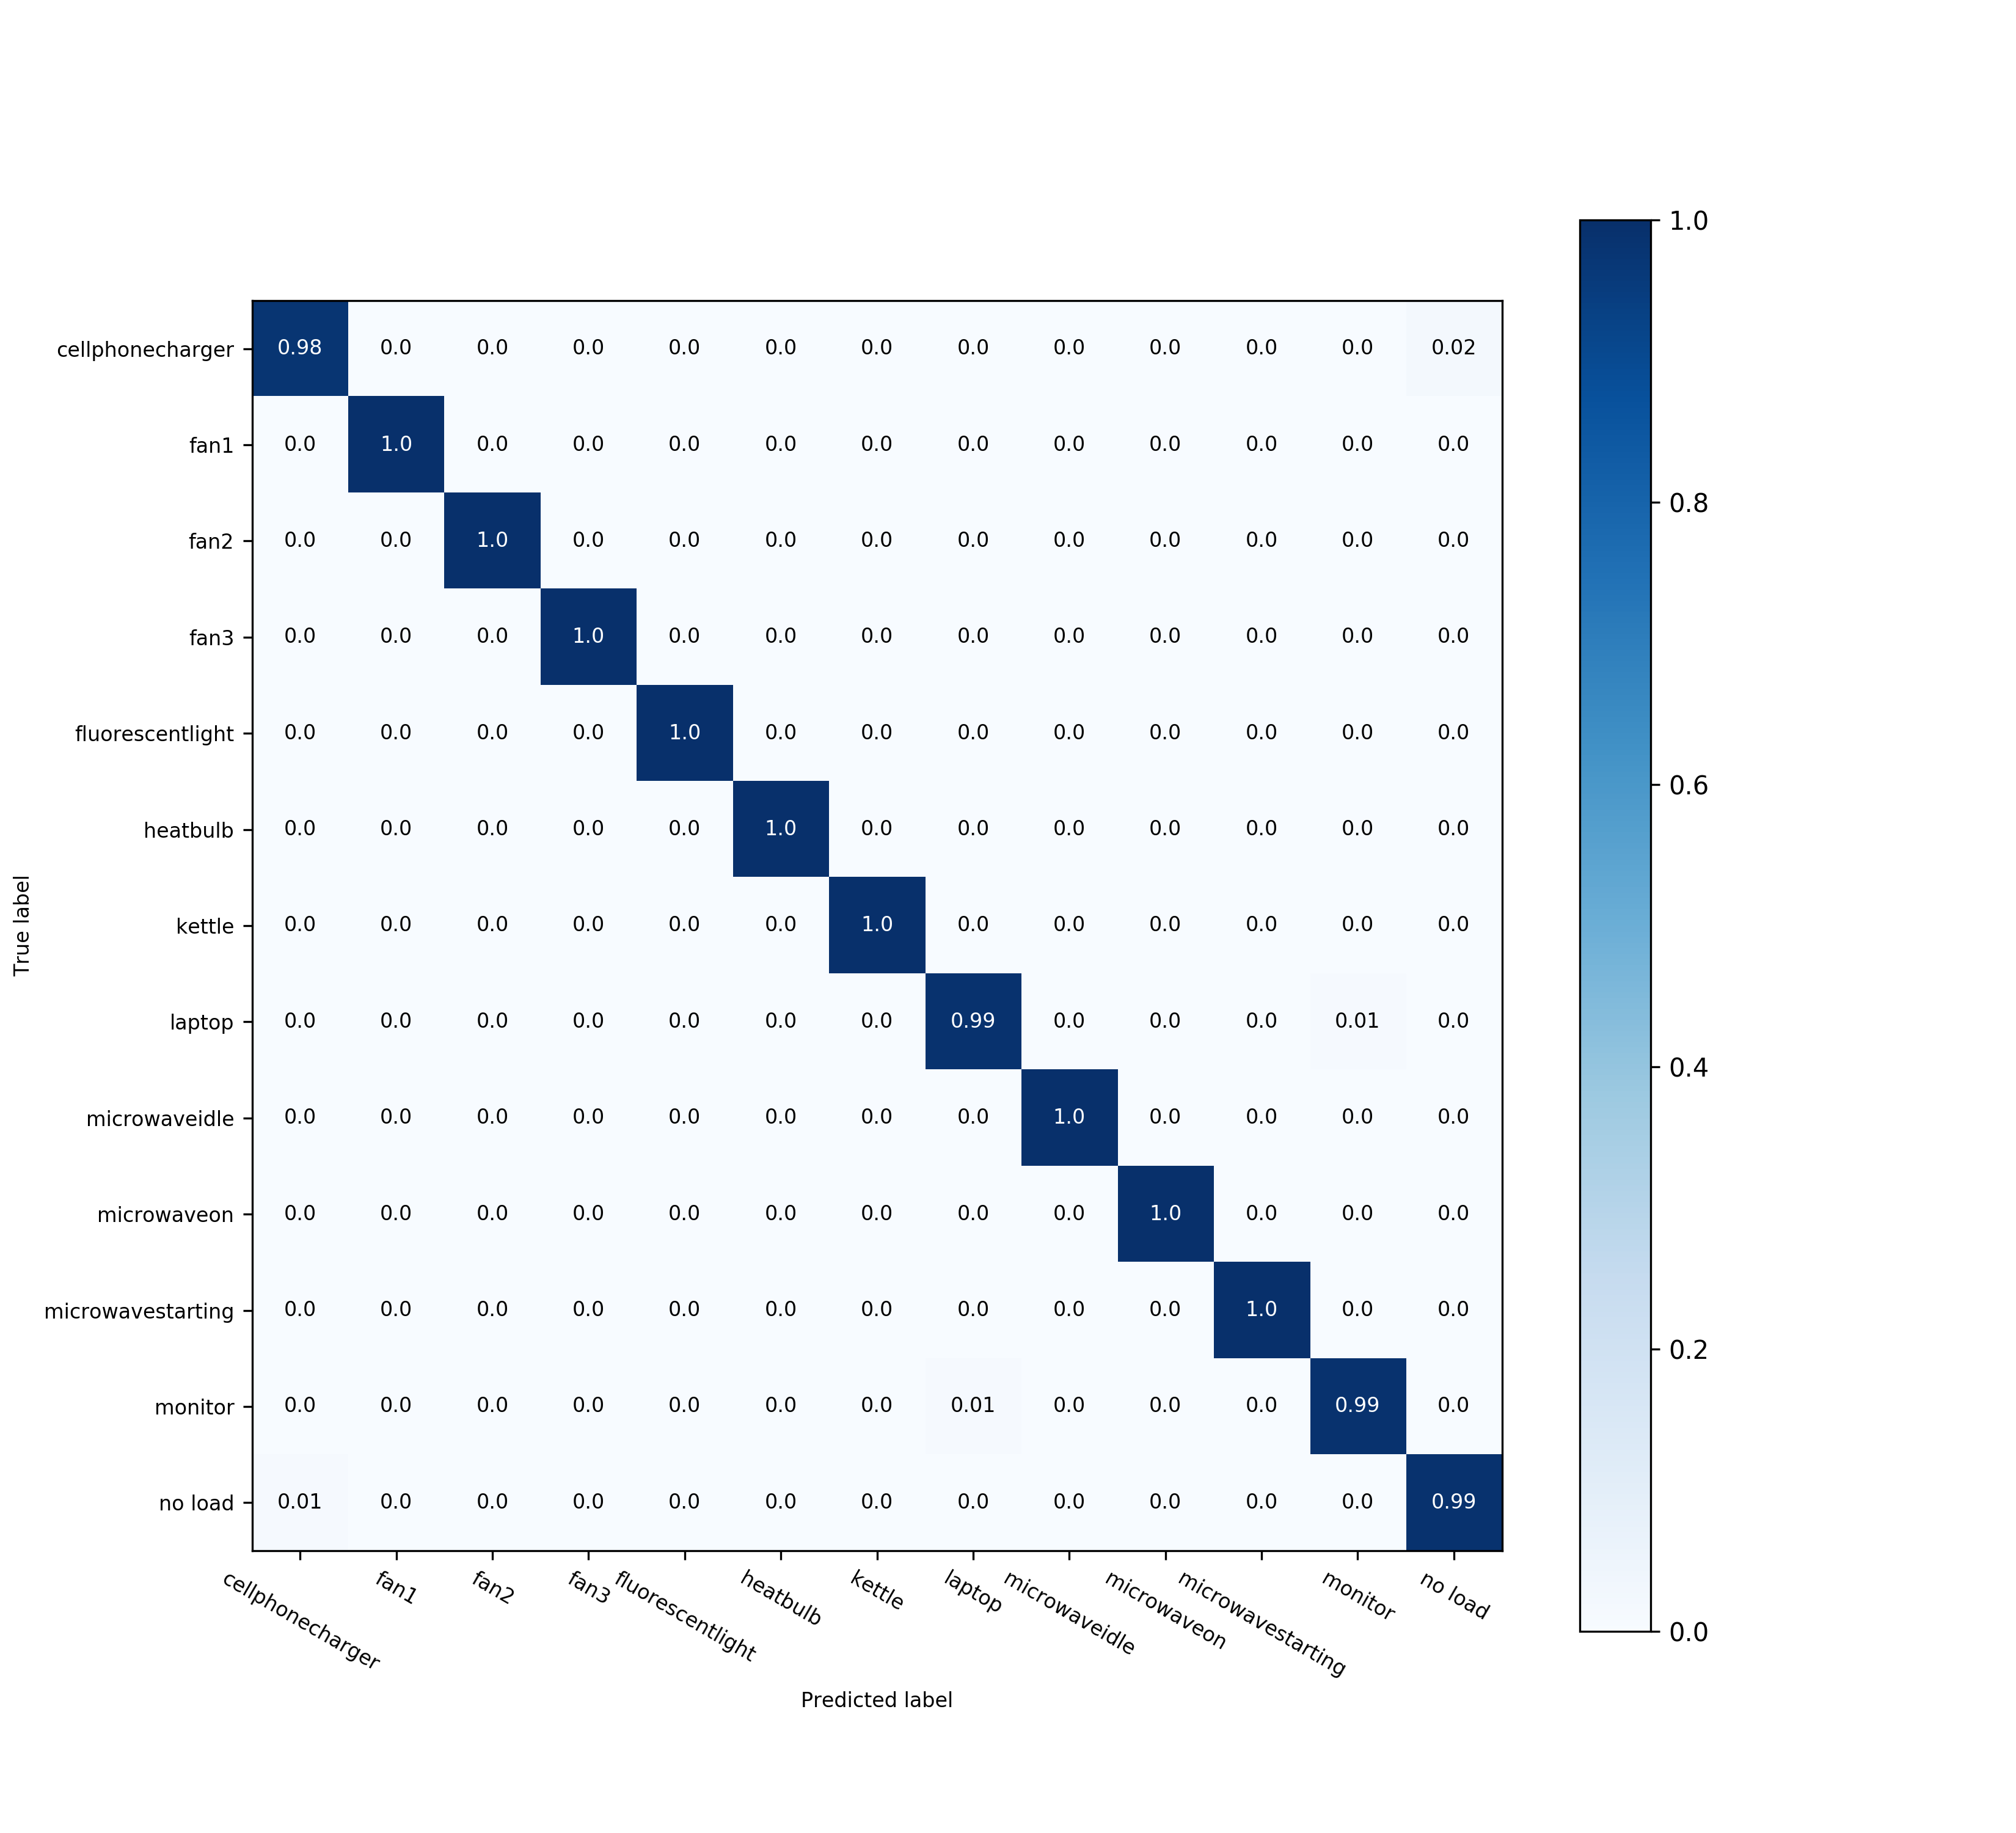 1.0
cellphonecharger 0.98 0.0 0.0 0.0 0.0 0.0 0.0 0.0 0.0 0.0 0.0 0.0 0.02
fan1 0.0 1.0 0.0 0.0 0.0 0.0 0.0 0.0 0.0 0.0 0.0 0.0 0.0
0.8
fan2 0.0 0.0 1.0 0.0 0.0 0.0 0.0 0.0 0.0 0.0 0.0 0.0 0.0
fan3 0.0 0.0 0.0 1.0 0.0 0.0 0.0 0.0 0.0 0.0 0.0 0.0 0.0
fluorescentlight 0.0 0.0 0.0 0.0 1.0 0.0 0.0 0.0 0.0 0.0 0.0 0.0 0.0
0.6
heatbulb 0.0 0.0 0.0 0.0 0.0 1.0 0.0 0.0 0.0 0.0 0.0 0.0 0.0
True label
kettle 0.0 0.0 0.0 0.0 0.0 0.0 1.0 0.0 0.0 0.0 0.0 0.0 0.0
laptop 0.0 0.0 0.0 0.0 0.0 0.0 0.0 0.99 0.0 0.0 0.0 0.01 0.0
0.4
microwaveidle 0.0 0.0 0.0 0.0 0.0 0.0 0.0 0.0 1.0 0.0 0.0 0.0 0.0
microwaveon 0.0 0.0 0.0 0.0 0.0 0.0 0.0 0.0 0.0 1.0 0.0 0.0 0.0
microwavestarting 0.0 0.0 0.0 0.0 0.0 0.0 0.0 0.0 0.0 0.0 1.0 0.0 0.0
0.2
monitor 0.0 0.0 0.0 0.0 0.0 0.0 0.0 0.01 0.0 0.0 0.0 0.99 0.0
no load 0.01 0.0 0.0 0.0 0.0 0.0 0.0 0.0 0.0 0.0 0.0 0.0 0.99
0.0
cellphonecharger fan1 fan2 fan3 fluorescentlight heatbulb kettle laptop microwaveidle microwaveon microwavestarting monitor no load
Predicted label